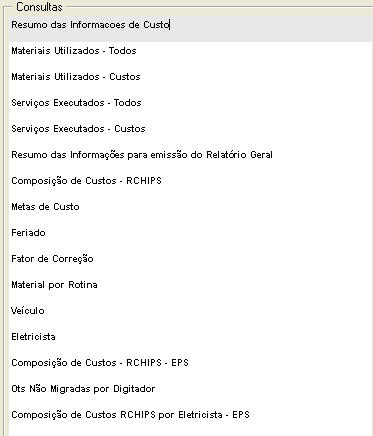 Consultas
Resumo das Informacoes de Custo
Materiais Utilizados - Todos
Materiais Utilizados - Custos
Serviços Executados - Todos
Serviços Executados - Custos
Resumo das Informações para emissão do Relatório Geral
Composição de Custos - RCHIPS
Metas de Custo
Feriado
Fator de Correção
Material por Rotina
Veículo
Eletricista
Composição de Custos - RCHIPS - EPS
Ots Não Migradas por Digitador
Composição de Custos RCHIPS por Eletricista - EPS